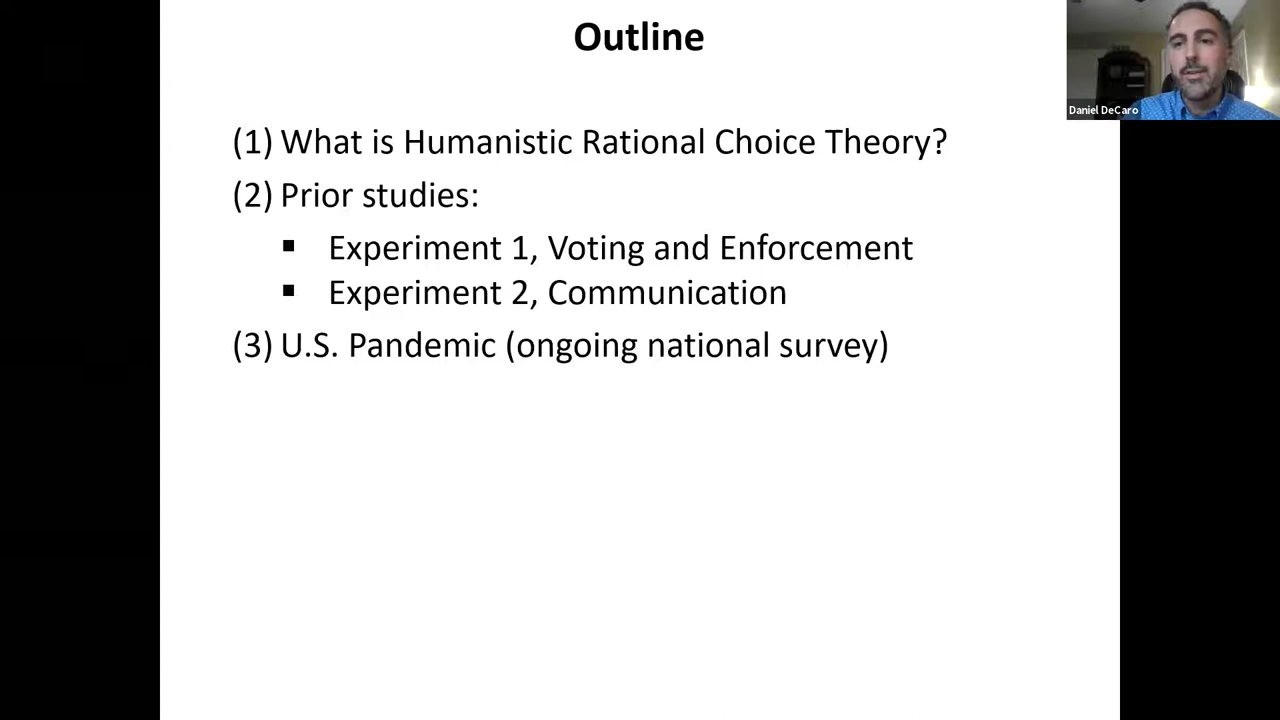 Outline
Daniel DeCaro
(1) What is Humanistic Rational Choice Theory?
(2) Prior studies:
▪ Experiment 1, Voting and Enforcement
▪ Experiment 2, Communication
(3) U.S. Pandemic (ongoing national survey)